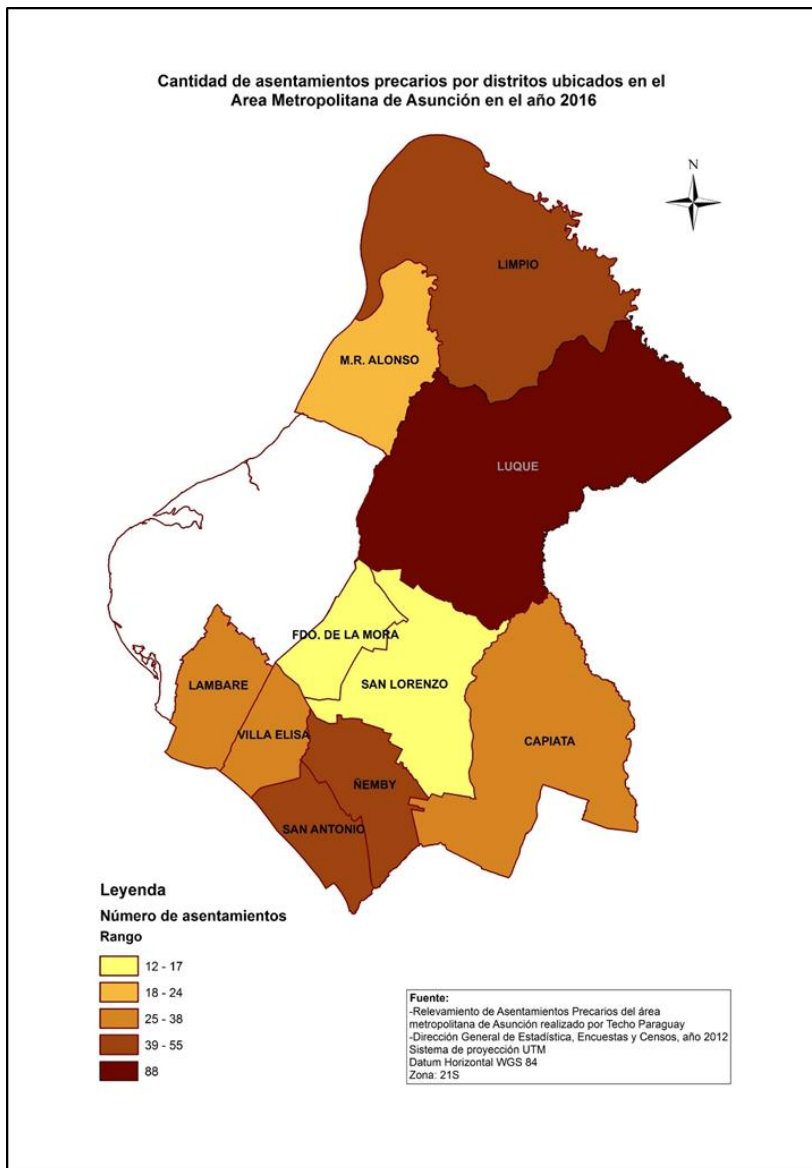 Cantidad de asentamientos precarios por distritos ubicados en el
Area Metropolitana de Asunción en el año 2016
N
LIMPIO
M.R. ALONSO
LUQUE
FDO. DE LA MORA
LAMBARE
SAN LORENZO
VILLA ELISA
CAPIATA
ÑEMBY
SAN ANTONIO
Leyenda
Número de asentamientos
Rango
12 - 17
18 - 24
25 - 38
39 - 55
88
Fuente:
-Relevamiento de Asentamientos Precarios del área
metropolitana de Asunción realizado por Techo Paraguay
-Dirección General de Estadística, Encuestas y Censos, año 2012
Sistema de proyección UTM
Datum Horizontal WGS 84
Zona: 21S